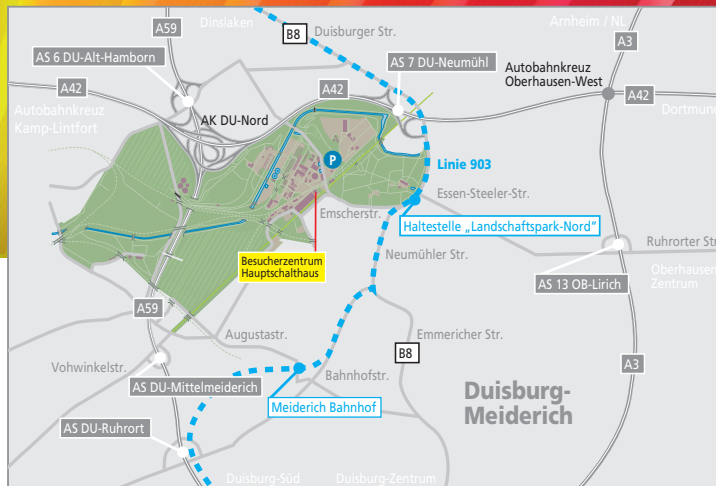 A59
Dinslaken
B8
Duisburger Str.
Arnheim / NL
A3
AS 6 DU-Alt-Hamborn
AS 7 DU-Neumühl
Autobahnkreuz
Oberhausen-West
A42
A42
A42
Autobahnkreuz
Kamp-Lintfort
AK DU-Nord
Dortmund
P
Linie 903
Essen-Steeler-Str.
Emscherstr.
Haltestelle „Landschaftspark-Nord"
Ruhrorter Str.
Besucherzentrum
Hauptschalthaus
Neumühler Str.
Oberhausen
Zentrum
AS 13 OB-Lirich
A59
Augustastr.
Emmericher Str.
B8
Vohwinkelstr.
Bahnhofstr.
A3
AS DU-Mittelmeiderich
Meiderich Bahnhof
Duisburg-
Meiderich
AS DU-Ruhrort
Duisburg-Süd
Duisburg-Zentrum